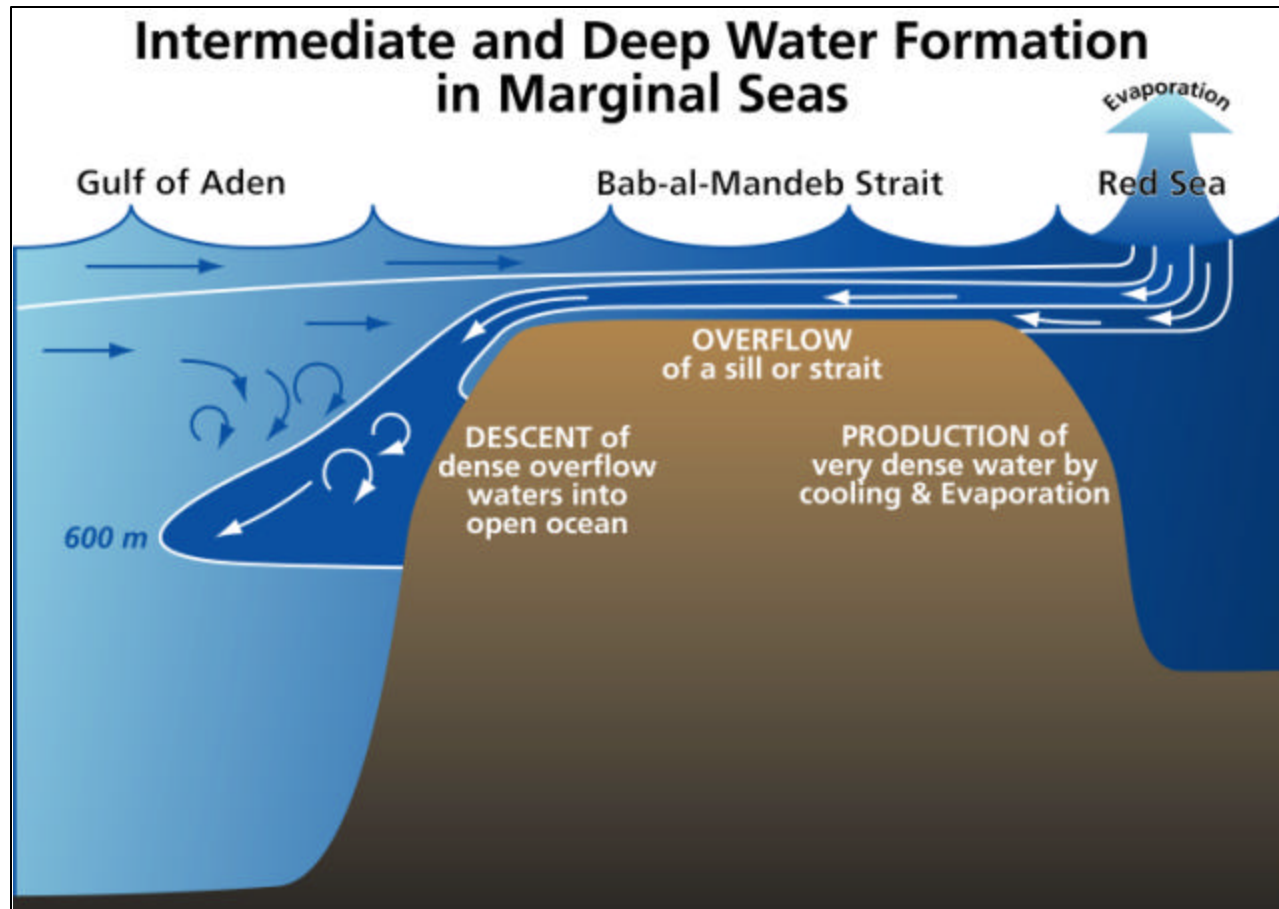 Intermediate and Deep Water Formation
in Marginal Seas
Evaporation
Gulf of Aden
Bab-al-Mandeb Strait
Red Sea
OVERFLOW
of a sill or strait
DESCENT of
dense overflow
waters into
open ocean
PRODUCTION of
very dense water by
cooling & Evaporation
600 m